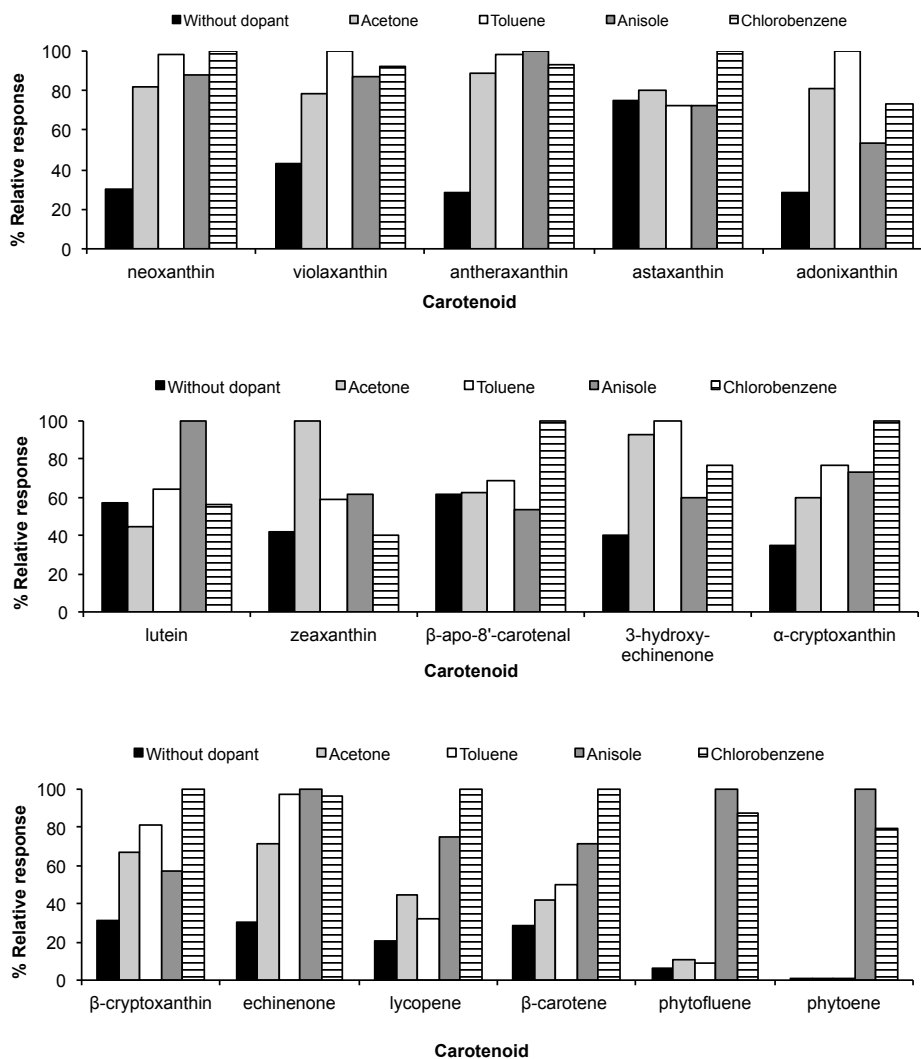 Without dopant Acetone Toluene Anisole Chlorobenzene
100
80
60
40
20
0
% Relative response
neoxanthin violaxanthin antheraxanthin astaxanthin adonixanthin
Carotenoid
Without dopant Acetone Toluene Anisole Chlorobenzene
100
80
60
40
20
0
% Relative response
lutein zeaxanthin β-apo-8'-carotenal 3-hydroxy- α-cryptoxanthin
echinenone
Carotenoid
Without dopant Acetone Toluene Anisole Chlorobenzene
100
80
60
40
20
0
% Relative response
β-cryptoxanthin echinenone lycopene β-carotene phytofluene phytoene
Carotenoid